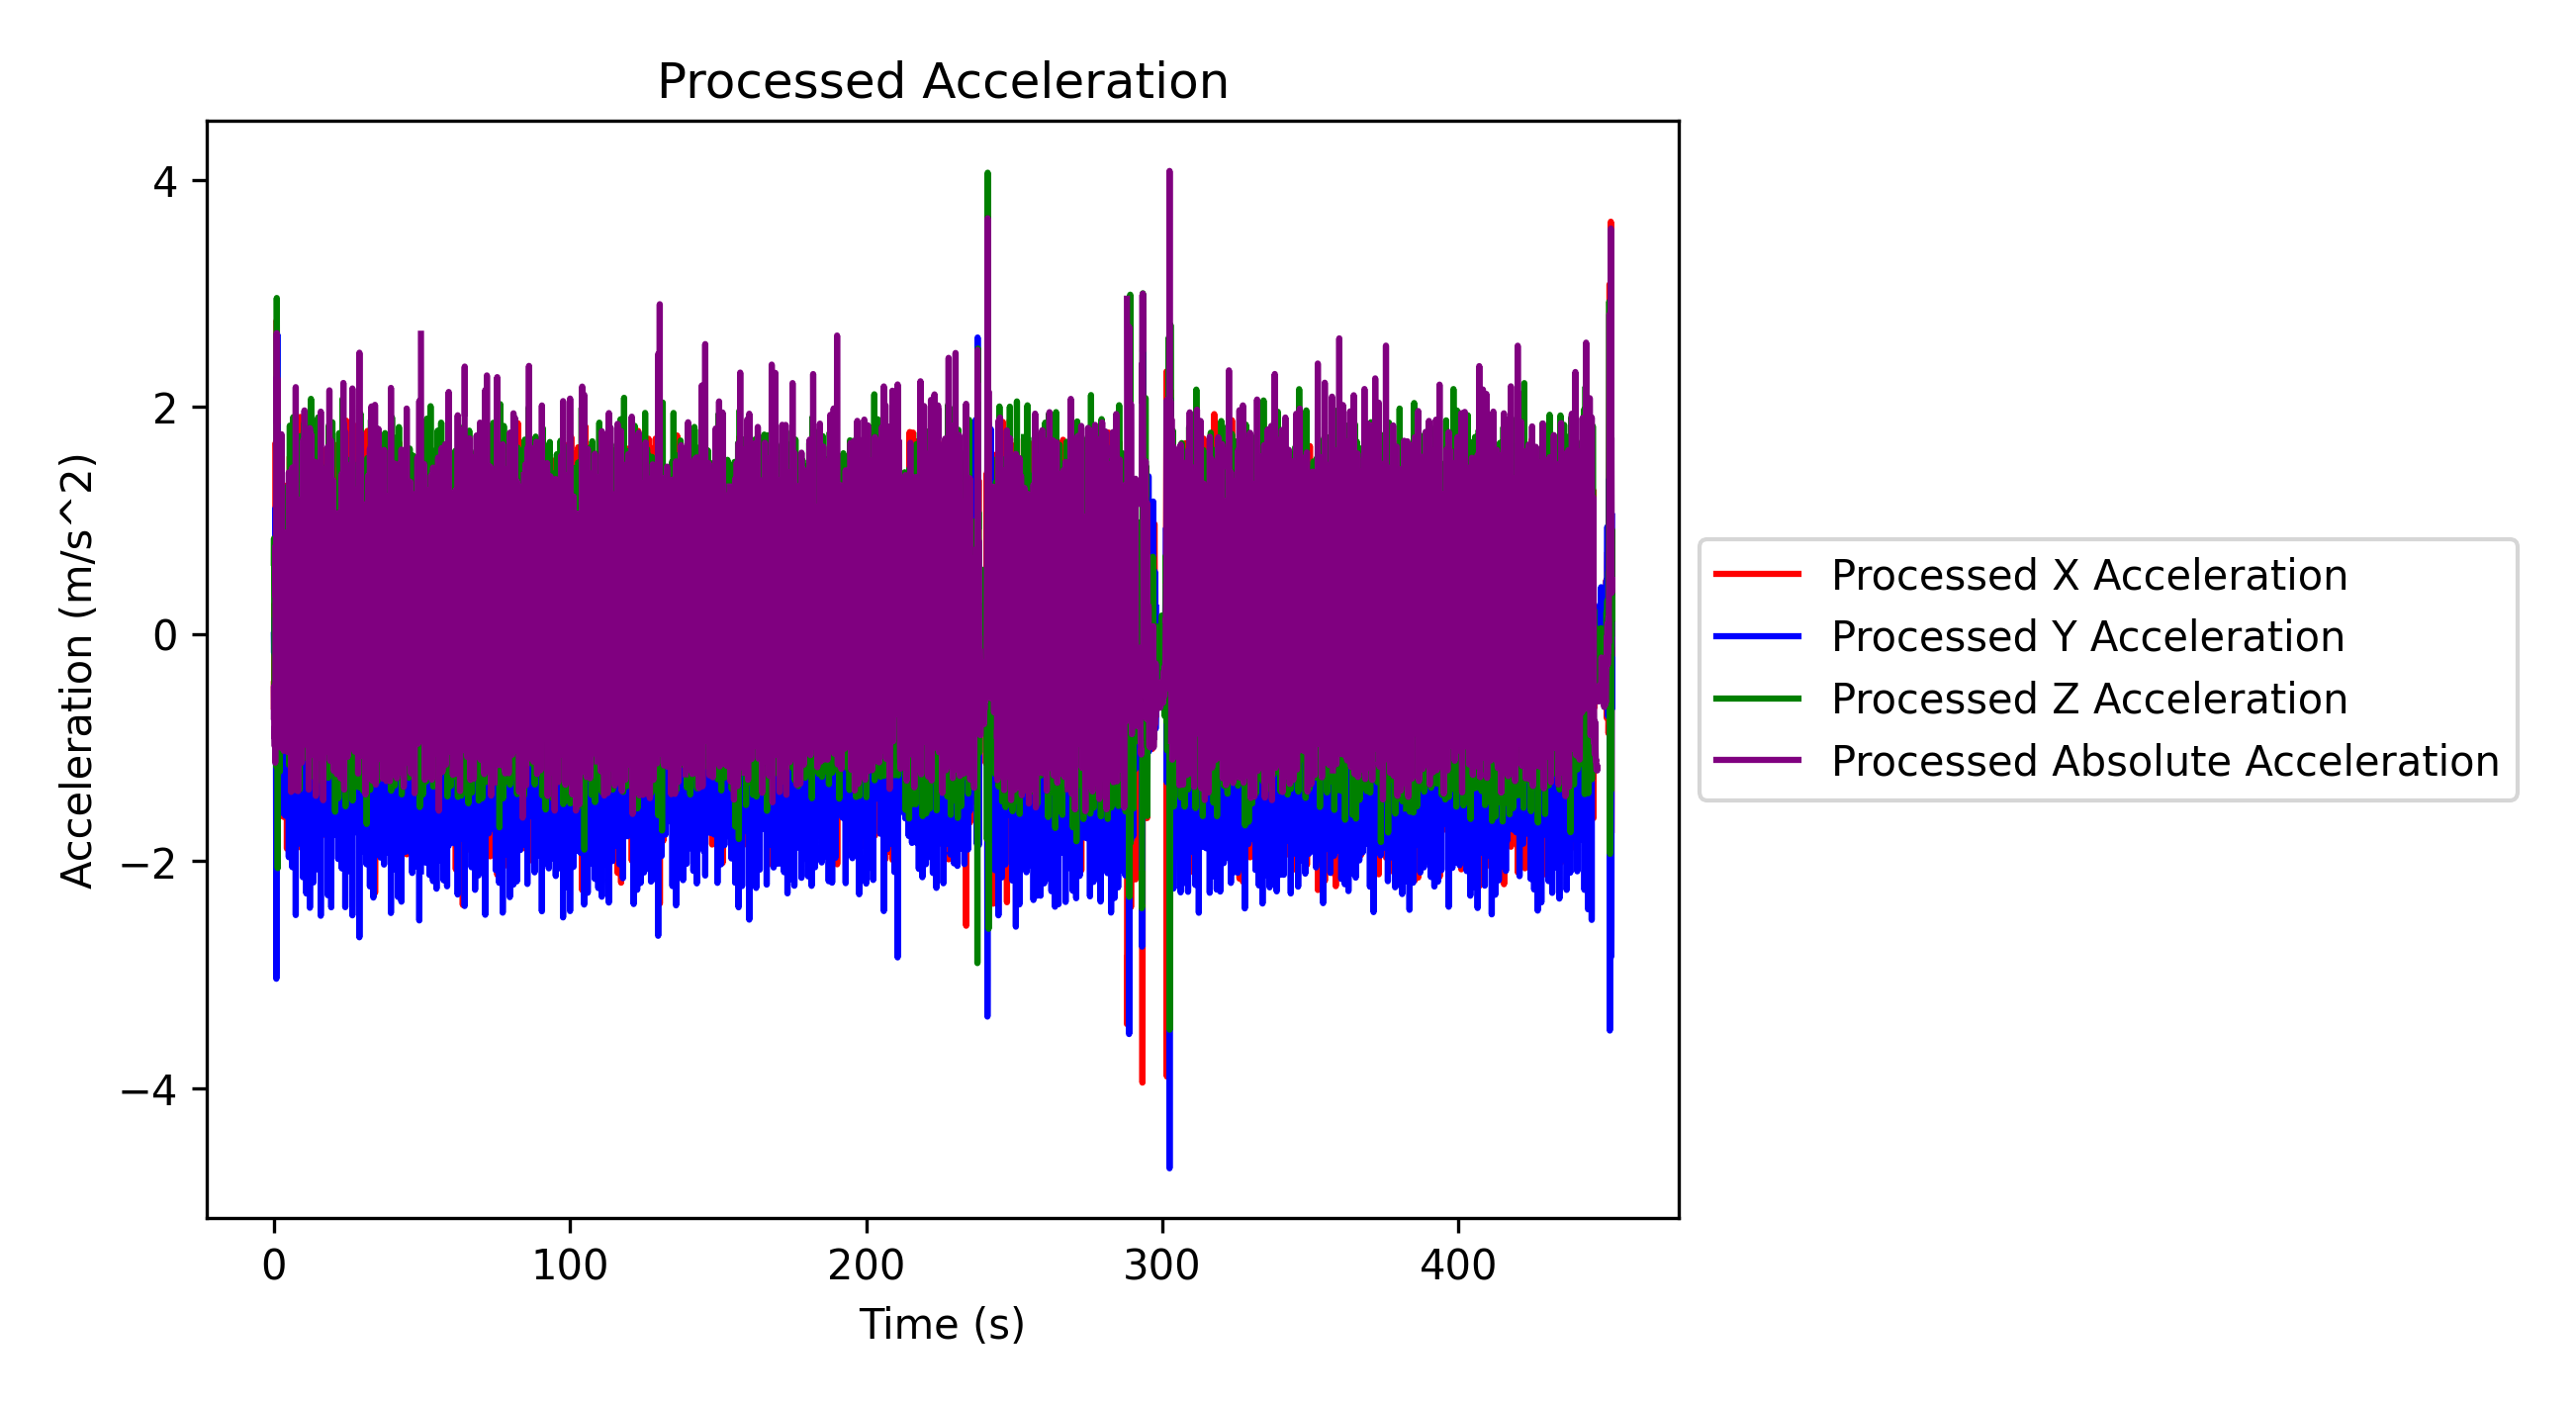 Processed Acceleration
Acceleration (m/s^2)
4
2
0
−2
−4
0 100 200 300 400
Time (s)
Processed X Acceleration
Processed Y Acceleration
Processed Z Acceleration
Processed Absolute Acceleration